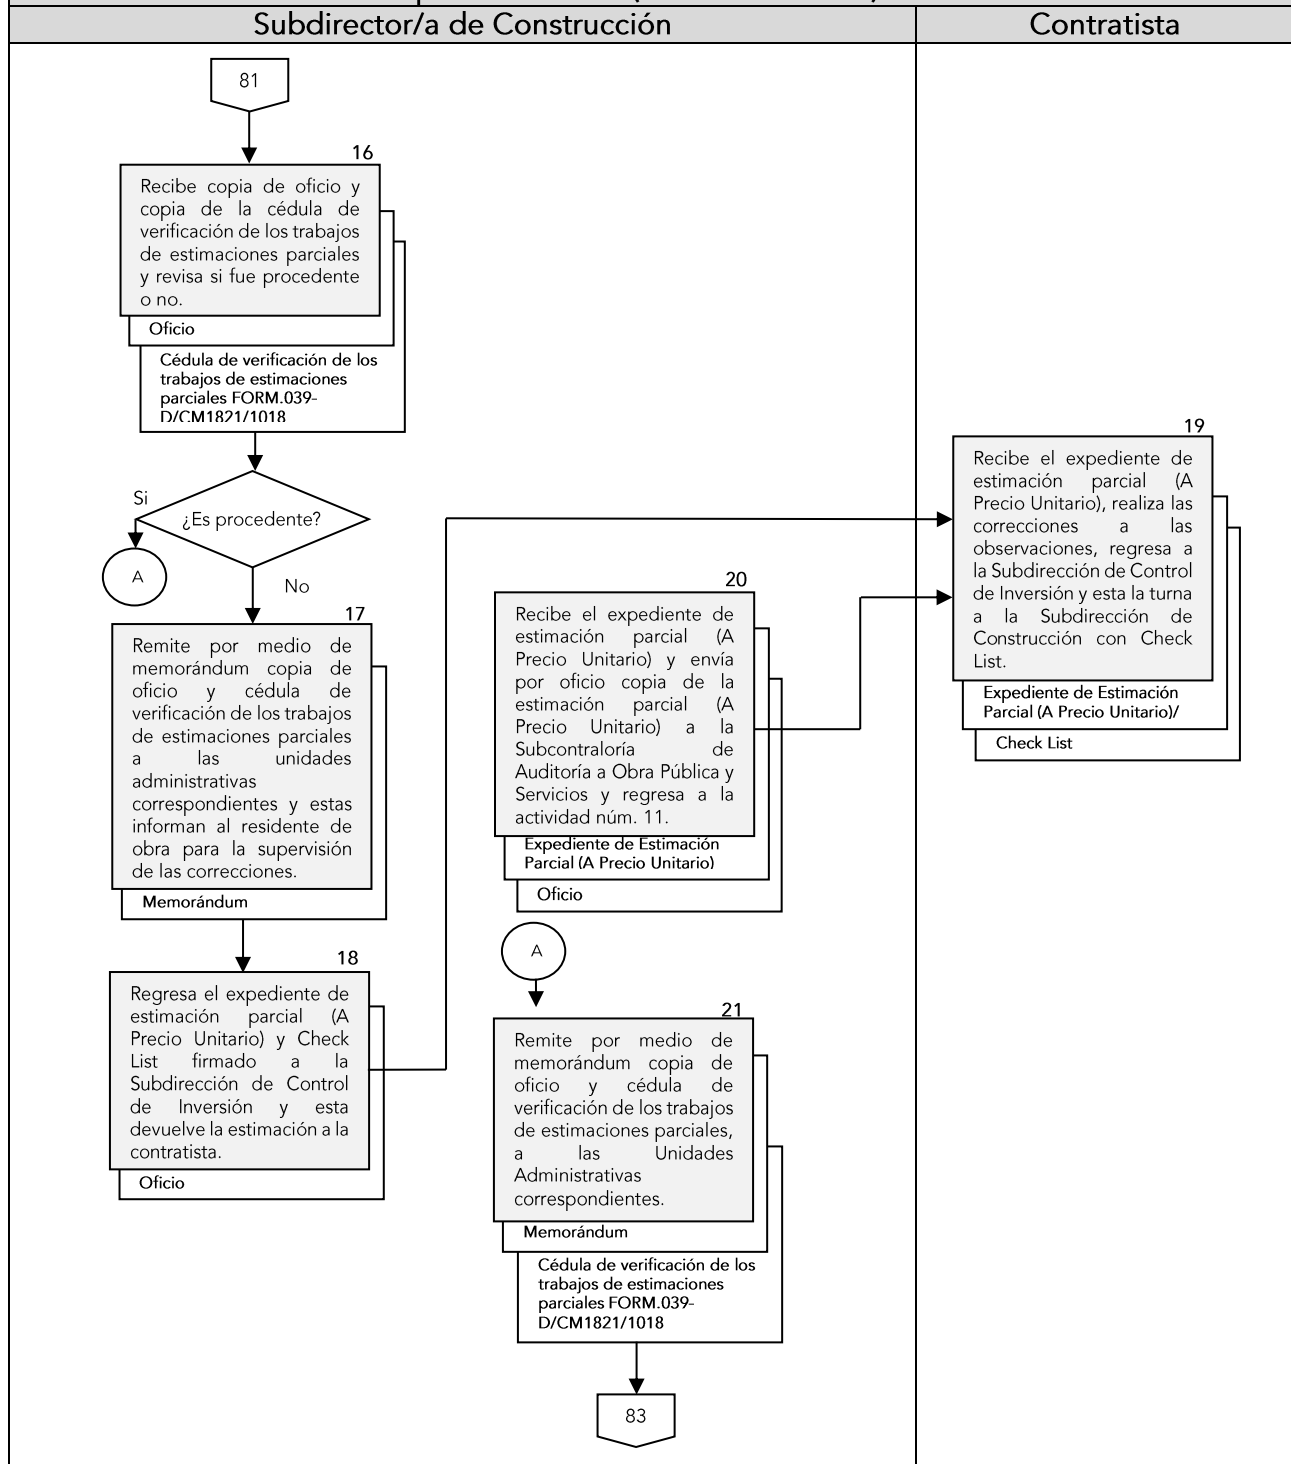 Subdirector/a de Construcción
Contratista
81
16
Recibe copia de oficio y
copia de la cédula de
verificación de los trabajos
de estimaciones parciales
y revisa si fue procedente
o no.
Oficio
Cédula de verificación de los
trabajos de estimaciones
parciales FORM.039-
D/CM1821/1018
¿Es procedente?
Si
A
No
17
Remite por medio de
memorándum copia de
oficio y cédula de
verificación de los trabajos
de estimaciones parciales
a las unidades
administrativas
correspondientes y estas
informan al residente de
obra para la supervisión
de las correcciones.
Memorándum
18
Regresa el expediente de
estimación parcial (A
Precio Unitario) y Check
List firmado a la
Subdirección de Control
de Inversión y esta
devuelve la estimación a la
contratista.
Oficio
19
Recibe el expediente de
estimación parcial (A
Precio Unitario), realiza las
correcciones a las
observaciones, regresa a
la Subdirección de Control
de Inversión y esta la turna
a la Subdirección de
Construcción con Check
List.
Expediente de Estimación
Parcial (A Precio Unitario)/
Check List
20
Recibe el expediente de
estimación parcial (A
Precio Unitario) y envía
por oficio copia de la
estimación parcial (A
Precio Unitario) a la
Subcontraloría de
Auditoría a Obra Pública y
Servicios y regresa a la
actividad núm. 11.
Expediente de Estimación
Parcial (A Precio Unitario)
Oficio
A
21
Remite por medio de
memorándum copia de
oficio y cédula de
verificación de los trabajos
de estimaciones parciales,
a las Unidades
Administrativas
correspondientes.
Memorándum
Cédula de verificación de los
trabajos de estimaciones
parciales FORM.039-
D/CM1821/1018
83